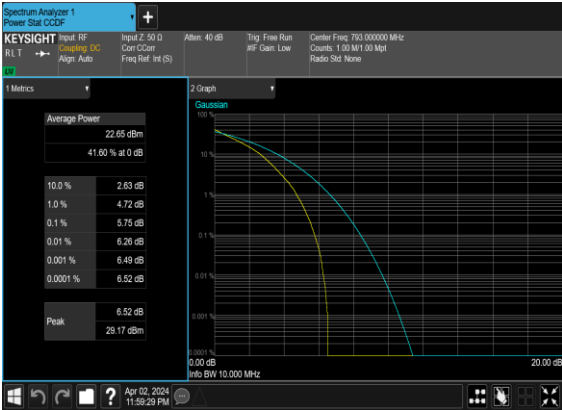 Spectrum Analyzer 1
Power Stat CCDF
+
KEYSIGHT Input: RF Input Z: 50 Ω Atten: 40 dB Trig: Free Run Center Freq: 793.000000 MHz
RLT Coupling: DC Corr CCorr #IF Gain: Low Counts: 1.00 M/1.00 Mpt
Align: Auto Freq Ref: Int (S) Radio Std: None
1 Metrics
Average Power
22.65 dBm
41.60 % at 0 dB
10.0 % 2.63 dB
1.0 % 4.72 dB
0.1 % 5.75 dB
0.01 % 6.26 dB
0.001 % 6.49 dB
0.0001 % 6.52 dB
Peak 6.52 dB
29.17 dBm
2 Graph
Gaussian
100 %
10 %
1 %
0.1 %
0.01 %
0.001 %
0.0001 %
0.00 dB 20.00 dB
Info BW 10.000 MHz
? Apr 02, 2024
11:59:29 PM